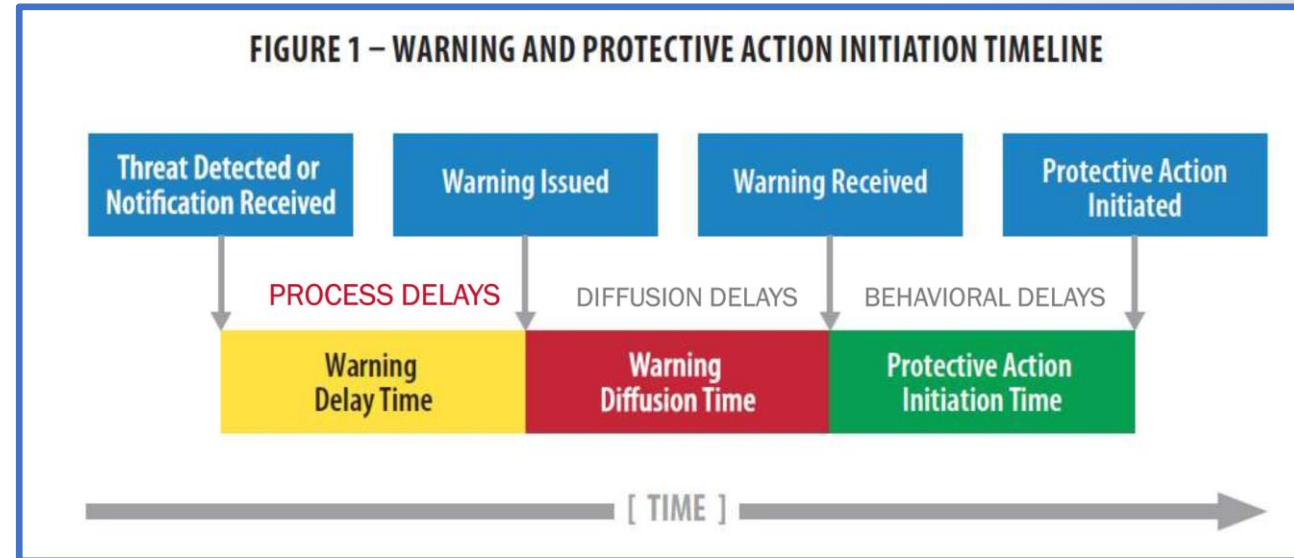 FIGURE 1 – WARNING AND PROTECTIVE ACTION INITIATION TIMELINE
Threat Detected or
Notification Received
Warning Issued
Warning Received
Protective Action
Initiated
PROCESS DELAYS
DIFFUSION DELAYS
BEHAVIORAL DELAYS
Warning
Delay Time
Warning
Diffusion Time
Protective Action
Initiation Time
[ TIME ]